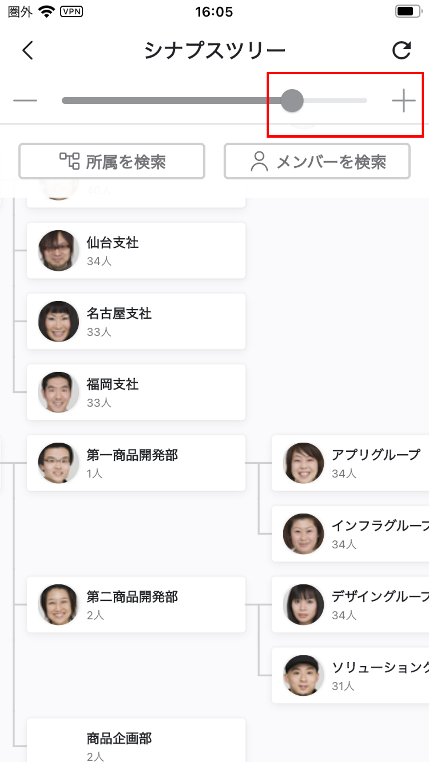 圏外 VPN 16:05
シナプスツリー
所属を検索 メンバーを検索
仙台支社
34人
名古屋支社
33人
福岡支社
33人
第一商品開発部
1人
アプリグループ
34人
インフラグループ
34人
第二商品開発部
2人
デザイングループ
34人
ソリューション
31人
商品企画部
2人